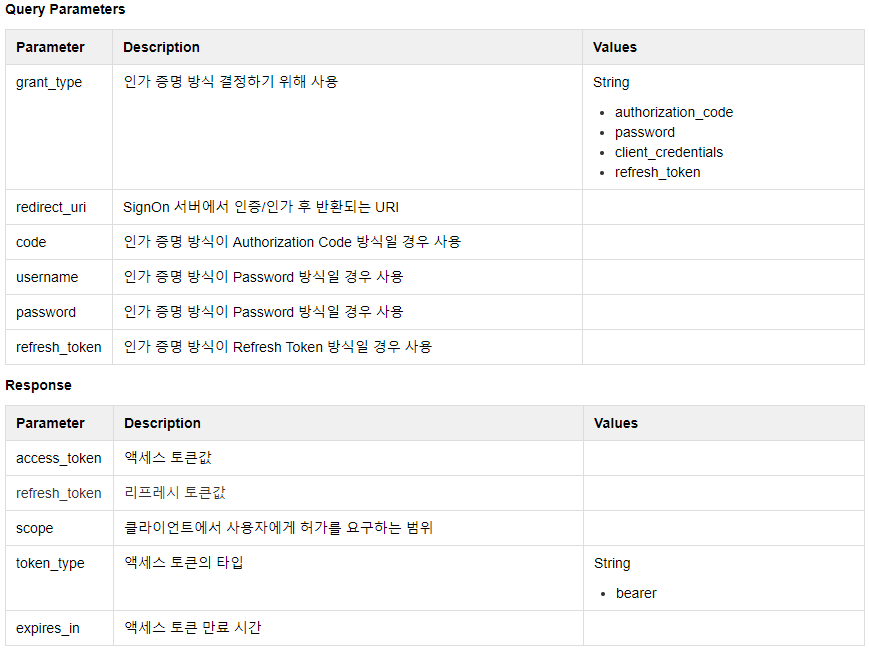 Query Parameters
Parameter Description Values
grant_type 인가 증명 방식 결정하기 위해 사용 String
authorization_code
password
client_credentials
refresh_token
redirect_uri SignOn 서버에서 인증/인가 후 반환되는 URI
code 인가 증명 방식이 Authorization Code 방식일 경우 사용
username 인가 증명 방식이 Password 방식일 경우 사용
password 인가 증명 방식이 Password 방식일 경우 사용
refresh_token 인가 증명 방식이 Refresh Token 방식일 경우 사용
Response
Parameter Description Values
access_token 액세스 토큰값
refresh_token 리프레시 토큰값
scope 클라이언트에서 사용자에게 허가를 요구하는 범위
token_type 액세스 토큰의 타입 String
bearer
expires_in 액세스 토큰 만료 시간